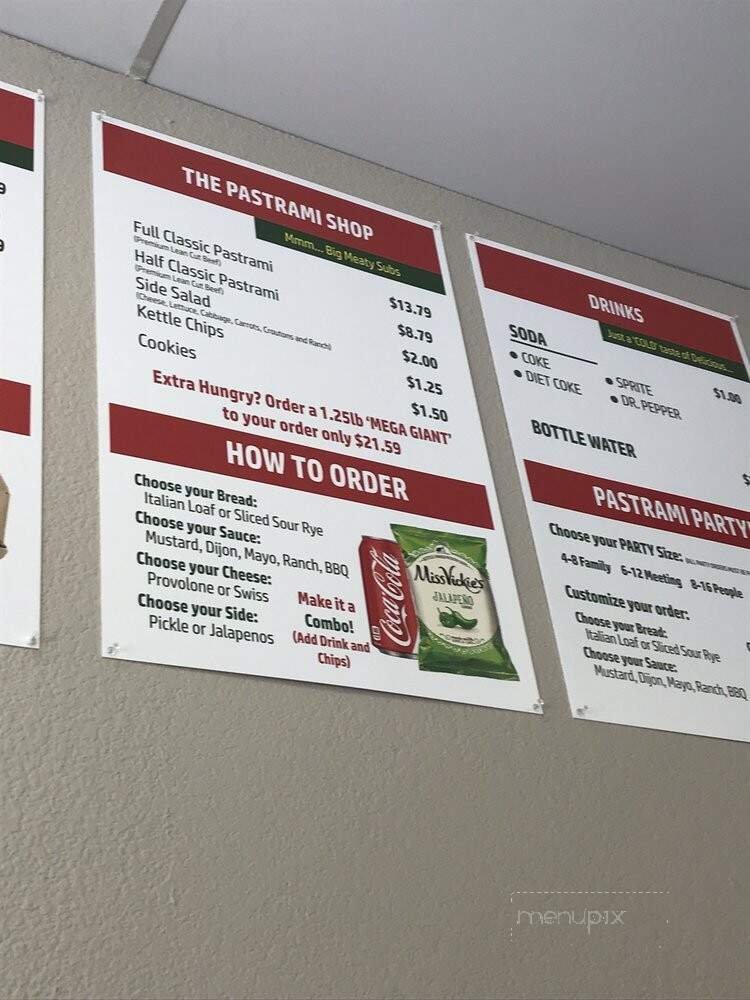 9
9
THE PASTRAMI SHOP
Mmm... Big Meaty Subs
Full Classic Pastrami $13.79
(Premium Lean Cut Beef)
Half Classic Pastrami $8.79
(Premium Lean Cut Beef)
Side Salad $2.00
(Cheese, Lettuce, Cabbage, Carrots, Croutons and Ranch)
Kettle Chips $1.25
Cookies $1.50
Extra Hungry? Order a 1.25lb 'MEGA GIANT'
to your order only $21.59
HOW TO ORDER
Choose your Bread:
Italian Loaf or Sliced Sour Rye
Choose your Sauce:
Mustard, Dijon, Mayo, Ranch, BBQ
Choose your Cheese:
Provolone or Swiss
Choose your Side:
Pickle or Jalapenos
Make it a
Combo!
(Add Drink and
Chips)
Coca-Cola
Miss Vickie's
JALAPEÑO
DRINKS
Just a 'COLD' taste of Delicious...
SODA $1.00
• COKE
• DIET COKE
• SPRITE
• DR. PEPPER
BOTTLE WATER $
PASTRAMI PARTY
Choose your PARTY Size:
4-8 Family 6-12 Meeting 8-16 People
Customize your order:
Choose your Bread:
Italian Loaf or Sliced Sour Rye
Choose your Sauce:
Mustard, Dijon, Mayo, Ranch, BBQ
menupix